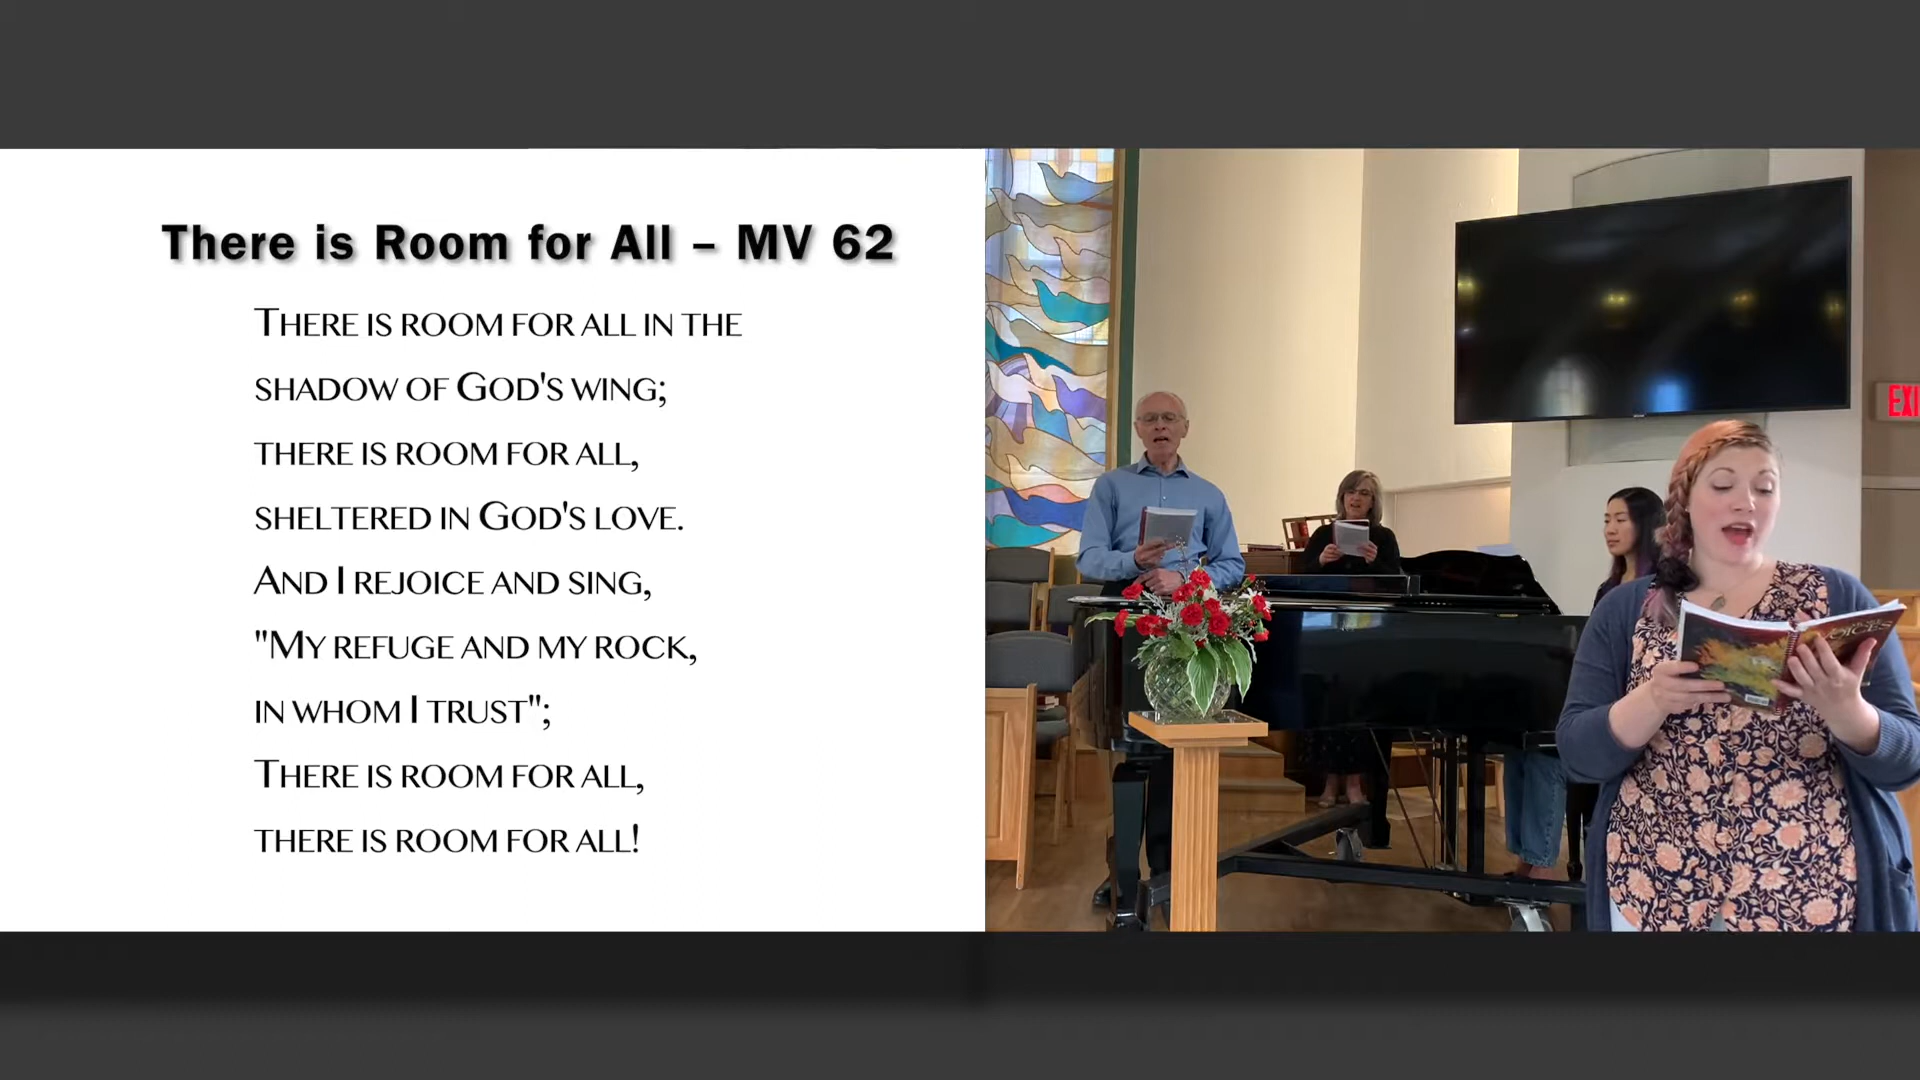 There is Room for All – MV 62
THERE IS ROOM FOR ALL IN THE
SHADOW OF GOD'S WING;
THERE IS ROOM FOR ALL,
SHELTERED IN GOD'S LOVE.
AND I REJOICE AND SING,
"MY REFUGE AND MY ROCK,
IN WHOM I TRUST";
THERE IS ROOM FOR ALL,
THERE IS ROOM FOR ALL!